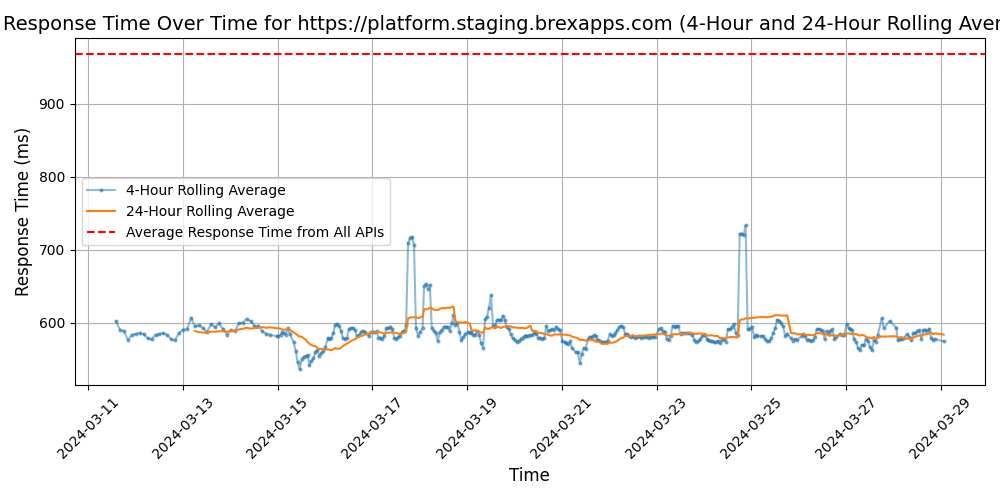 Response Time Over Time for https://platform.staging.brexapps.com (4-Hour and 24-Hour Rolling Aver
Response Time (ms)
900
800
700
600
4-Hour Rolling Average
24-Hour Rolling Average
Average Response Time from All APIs
2024-03-11
2024-03-13
2024-03-15
2024-03-17
2024-03-19
2024-03-21
2024-03-23
2024-03-25
2024-03-27
2024-03-29
Time